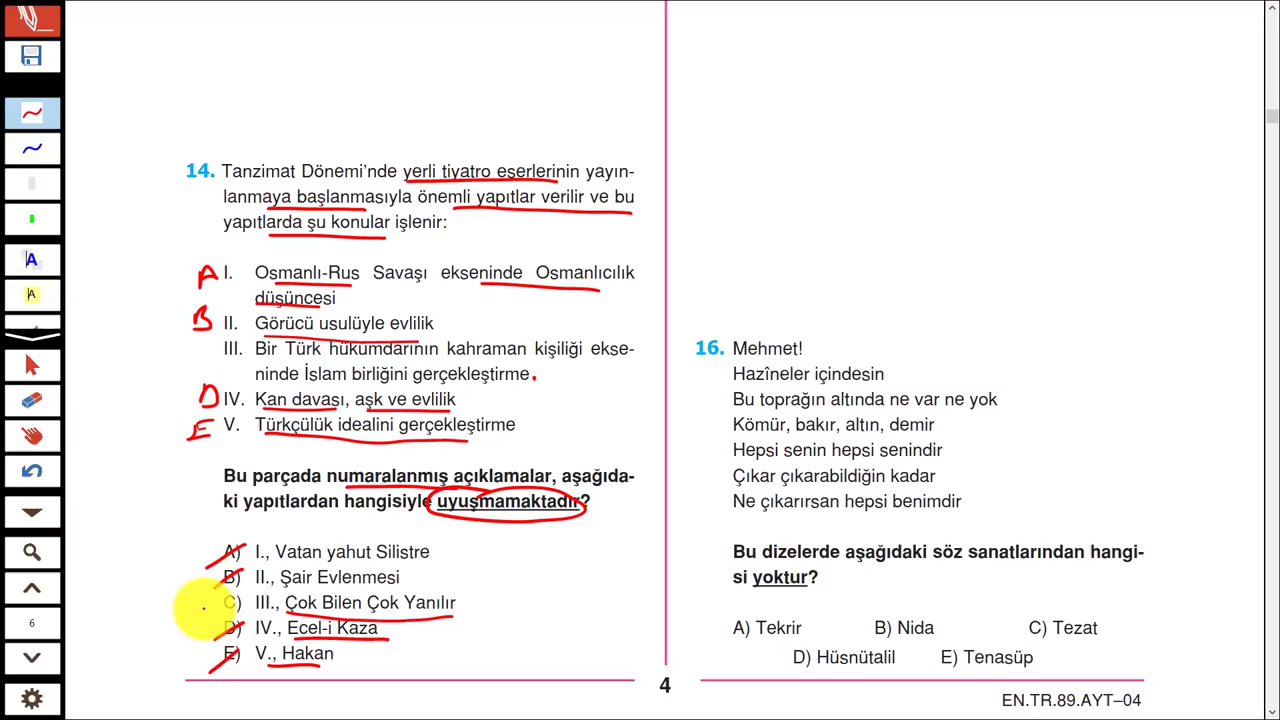 14. Tanzimat Dönemi'nde yerli tiyatro eserlerinin yayın-
lanmaya başlanmasıyla önemli yapıtlar verilir ve bu
yapıtlarda şu konular işlenir:
A I. Osmanlı-Rus Savaşı ekseninde Osmanlıcılık
düşüncesi
B II. Görücü usulüyle evlilik
III. Bir Türk hükümdarının kahraman kişiliği ekse-
ninde İslam birliğini gerçekleştirme
D IV. Kan davası, aşk ve evlilik
E V. Türkçülük idealini gerçekleştirme
Bu parçada numaralanmış açıklamalar, aşağıda-
ki yapıtlardan hangisiyle uyuşmamaktadır?
A) I., Vatan yahut Silistre
B) II., Şair Evlenmesi
C) III., Çok Bilen Çok Yanılır
D) IV., Ecel-i Kaza
E) V., Hakan
16. Mehmet!
Hazîneler içindesin
Bu toprağın altında ne var ne yok
Kömür, bakır, altın, demir
Hepsi senin hepsi senindir
Çıkar çıkarabildiğin kadar
Ne çıkarırsan hepsi benimdir
Bu dizelerde aşağıdaki söz sanatlarından hangi-
si yoktur?
A) Tekrir B) Nida C) Tezat
D) Hüsnütalil E) Tenasüp
4
EN.TR.89.AYT–04
A
A
6